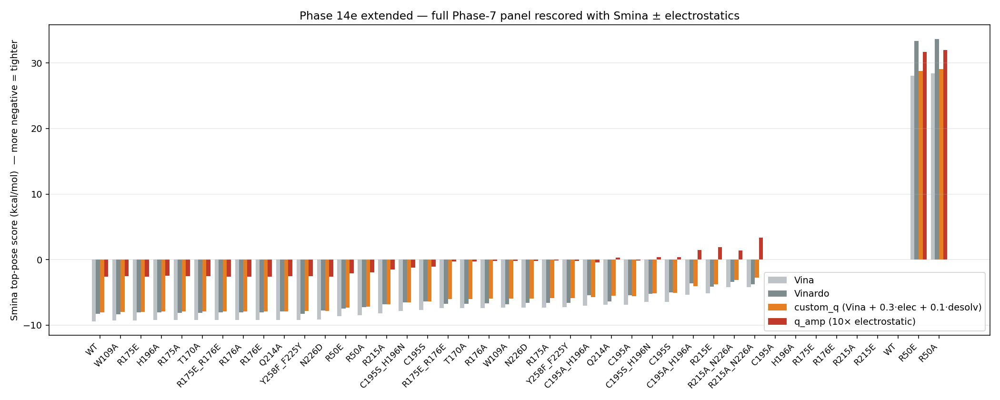 Phase 14e extended — full Phase-7 panel rescored with Smina ± electrostatics
Smina top-pose score (kcal/mol) — more negative = tighter
30
20
10
0
−10
Vina
Vinardo
custom_q (Vina + 0.3·elec + 0.1·desolv)
q_amp (10× electrostatic)
WT
W109A
R175E
H196A
R175A
T170A
R175E_R176E
R176A
R176E
Q214A
Y258F_F225Y
N226D
R50E
R50A
R215A
C195S_H196N
C195S
R175E_R176E
T170A
R176A
W109A
N226D
R175A
Y258F_F225Y
C195A_H196A
Q214A
C195A
C195S_H196N
C195S
C195A_H196A
R215E
R215A_N226A
R215A_N226A
C195A
H196A
R175E
R176E
R215A
R215E
WT
R50E
R50A